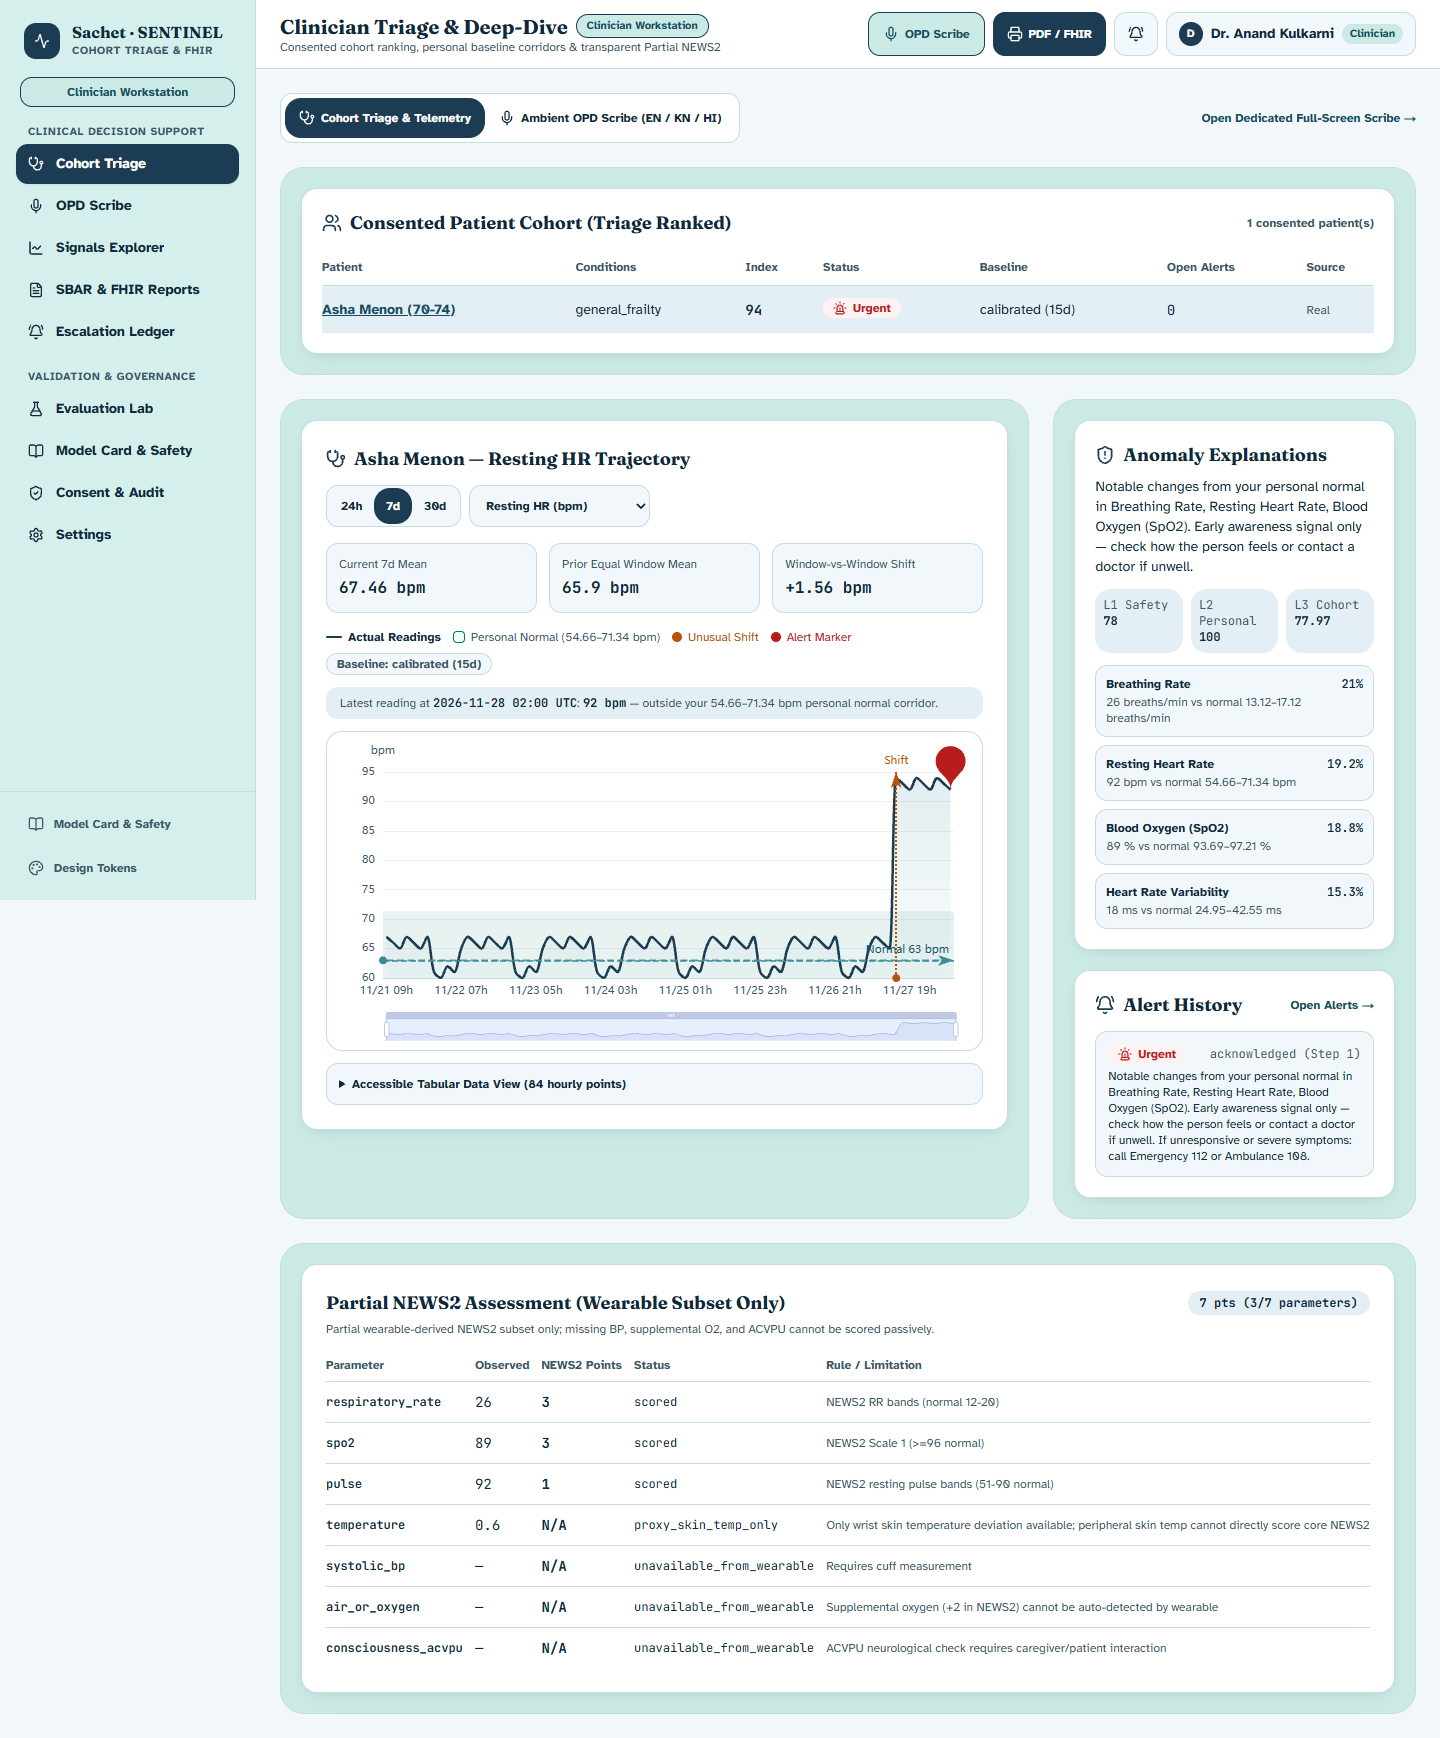 Sachet · SENTINEL
COHORT TRIAGE & FHIR
Clinician Workstation
CLINICAL DECISION SUPPORT
Cohort Triage
OPD Scribe
Signals Explorer
SBAR & FHIR Reports
Escalation Ledger
VALIDATION & GOVERNANCE
Evaluation Lab
Model Card & Safety
Consent & Audit
Settings
Model Card & Safety
Design Tokens
Clinician Triage & Deep-Dive Clinician Workstation
Consented cohort ranking, personal baseline corridors & transparent Partial NEWS2
OPD Scribe
PDF / FHIR
D Dr. Anand Kulkarni Clinician
Cohort Triage & Telemetry
Ambient OPD Scribe (EN / KN / HI)
Open Dedicated Full-Screen Scribe →
Consented Patient Cohort (Triage Ranked)
1 consented patient(s)
Patient Conditions Index Status Baseline Open Alerts Source
Asha Menon (70-74) general_frailty 94 Urgent calibrated (15d) 0 Real
Asha Menon — Resting HR Trajectory
24h 7d 30d Resting HR (bpm)
Current 7d Mean
67.46 bpm
Prior Equal Window Mean
65.9 bpm
Window-vs-Window Shift
+1.56 bpm
Actual Readings Personal Normal (54.66–71.34 bpm) Unusual Shift Alert Marker
Baseline: calibrated (15d)
Latest reading at 2026-11-28 02:00 UTC: 92 bpm — outside your 54.66–71.34 bpm personal normal corridor.
bpm
Shift
95
90
85
80
75
70
65
60
Normal 63 bpm
11/21 09h 11/22 07h 11/23 05h 11/24 03h 11/25 01h 11/25 23h 11/26 21h 11/27 19h
Accessible Tabular Data View (84 hourly points)
Anomaly Explanations
Notable changes from your personal normal
in Breathing Rate, Resting Heart Rate, Blood
Oxygen (SpO2). Early awareness signal only
— check how the person feels or contact a
doctor if unwell.
L1 Safety
78
L2 Personal
100
L3 Cohort
77.97
Breathing Rate 21%
26 breaths/min vs normal 13.12–17.12
breaths/min
Resting Heart Rate 19.2%
92 bpm vs normal 54.66–71.34 bpm
Blood Oxygen (SpO2) 18.8%
89 % vs normal 93.69–97.21 %
Heart Rate Variability 15.3%
18 ms vs normal 24.95–42.55 ms
Alert History Open Alerts →
Urgent acknowledged (Step 1)
Notable changes from your personal normal in
Breathing Rate, Resting Heart Rate, Blood
Oxygen (SpO2). Early awareness signal only —
check how the person feels or contact a doctor
if unwell. If unresponsive or severe symptoms:
call Emergency 112 or Ambulance 108.
Partial NEWS2 Assessment (Wearable Subset Only)
7 pts (3/7 parameters)
Partial wearable-derived NEWS2 subset only; missing BP, supplemental O2, and ACVPU cannot be scored passively.
Parameter Observed NEWS2 Points Status Rule / Limitation
respiratory_rate 26 3 scored NEWS2 RR bands (normal 12-20)
spo2 89 3 scored NEWS2 Scale 1 (>=96 normal)
pulse 92 1 scored NEWS2 resting pulse bands (51-90 normal)
temperature 0.6 N/A proxy_skin_temp_only Only wrist skin temperature deviation available; peripheral skin temp cannot directly score core NEWS2
systolic_bp — N/A unavailable_from_wearable Requires cuff measurement
air_or_oxygen — N/A unavailable_from_wearable Supplemental oxygen (+2 in NEWS2) cannot be auto-detected by wearable
consciousness_acvpu — N/A unavailable_from_wearable ACVPU neurological check requires caregiver/patient interaction